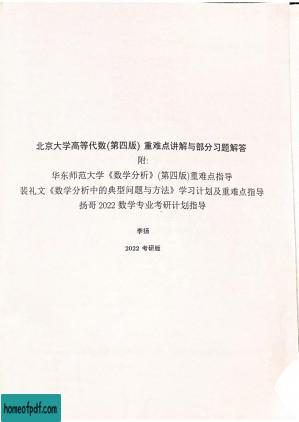 北京大学高等代数(第四版) 重难点讲解与部分习题解答
附:
华东师范大学《数学分析》(第四版)重难点指导
裴礼文《数学分析中的典型问题与方法》学习计划及重难点指导
扬哥 2022 数学专业考研计划指导
李扬
2022 考研版
homeofpdf.com